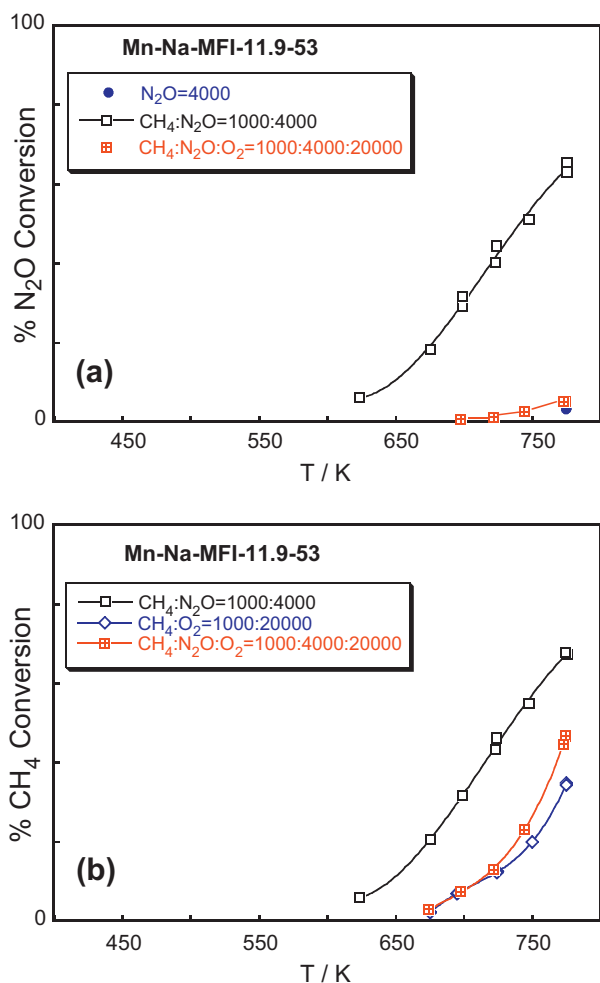 100
Mn-Na-MFI-11.9-53
N₂O=4000
CH₄:N₂O=1000:4000
CH₄:N₂O:O₂=1000:4000:20000
% N₂O Conversion
(a)
0
450
550
650
750
T / K
100
Mn-Na-MFI-11.9-53
CH₄:N₂O=1000:4000
CH₄:O₂=1000:20000
CH₄:N₂O:O₂=1000:4000:20000
% CH₄ Conversion
(b)
0
450
550
650
750
T / K